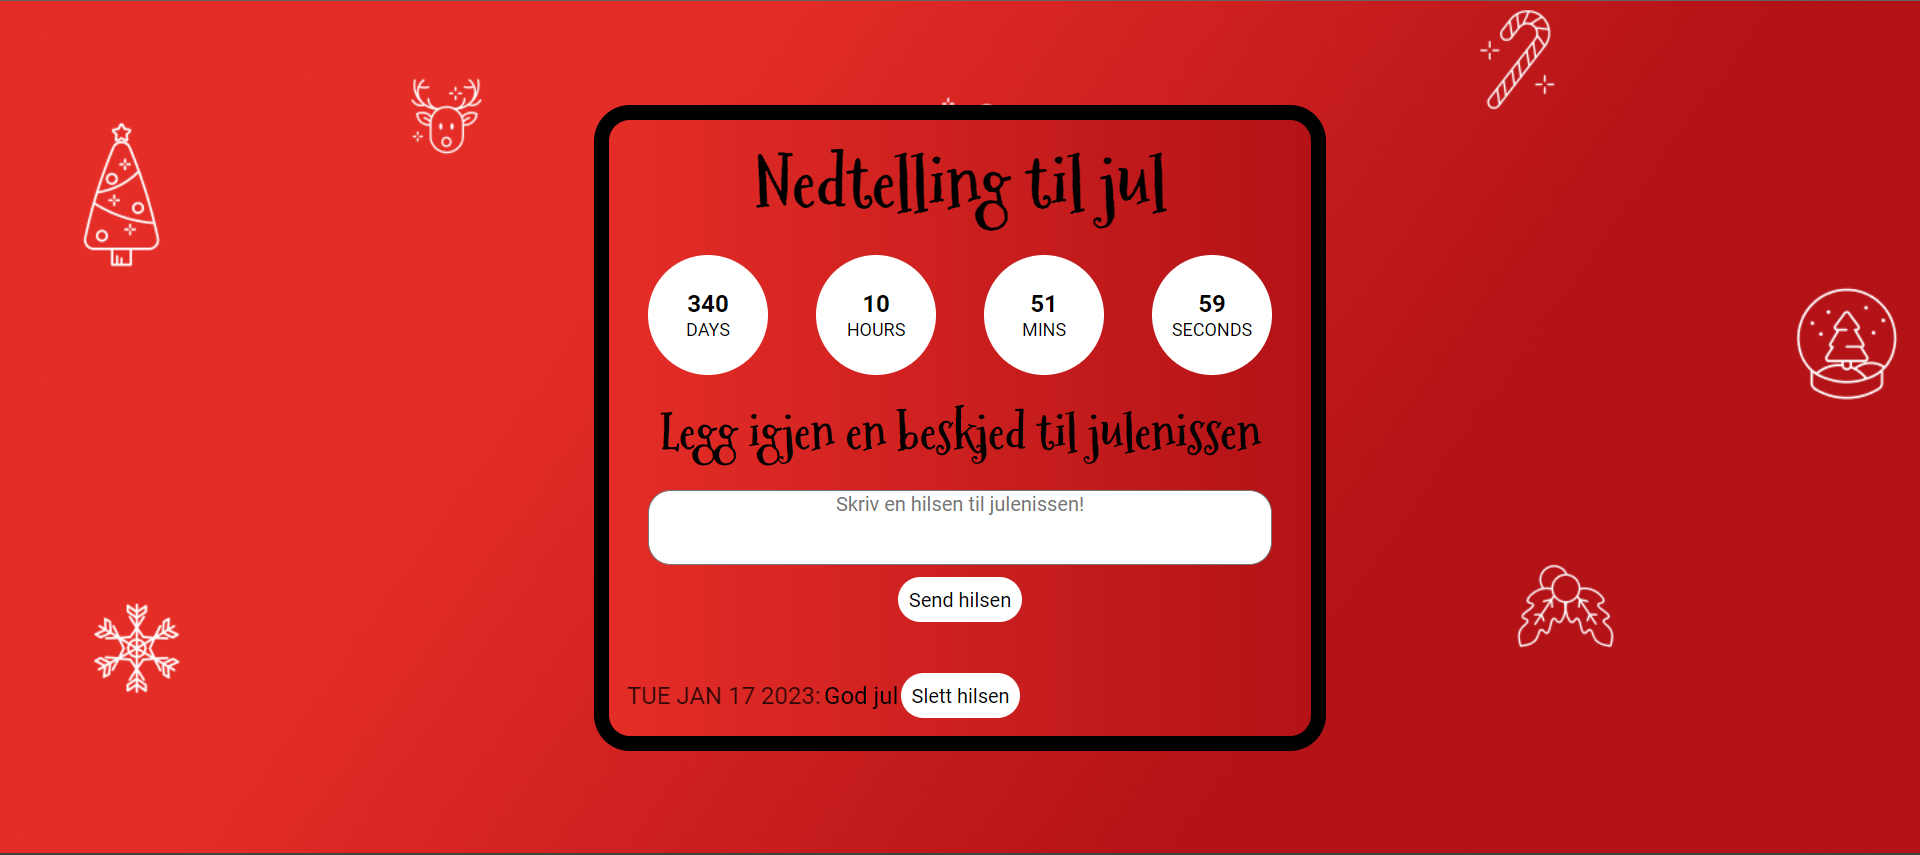 Nedtelling til jul
340 10 51 59
DAYS HOURS MINS SECONDS
Legg igjen en beskjed til julenissen
Skriv en hilsen til julenissen!
Send hilsen
TUE JAN 17 2023: God jul Slett hilsen